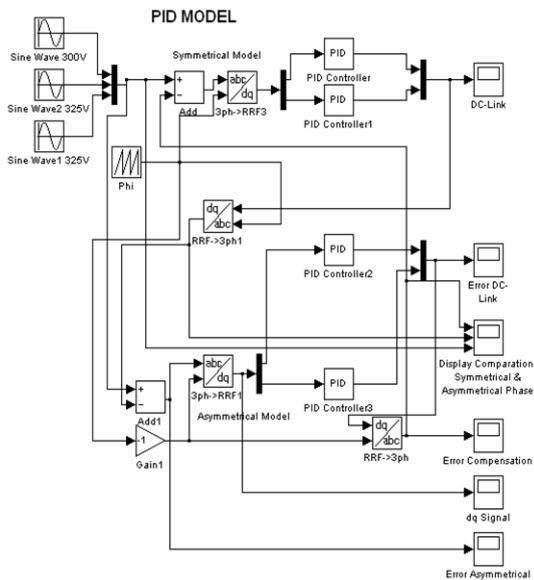 PID MODEL
Sine Wave 300V
Sine Wave2 325V
Sine Wave1 325V
Symmetrical Model
+
−
Add
abc
dq
3ph->RRF3
PID
PID Controller
PID
PID Controller1
DC-Link
Phi
dq
abc
RRF->3ph1
PID
PID Controller2
Error DC-
Link
Display Comparation
Symmetrical &
Asymmetrical Phase
abc
dq
3ph->RRF1
Asymmetrical Model
PID
PID Controller3
+
−
Add1
-1
Gain1
dq
abc
RRF->3ph
Error Compensation
dq Signal
Error Asymmetrical